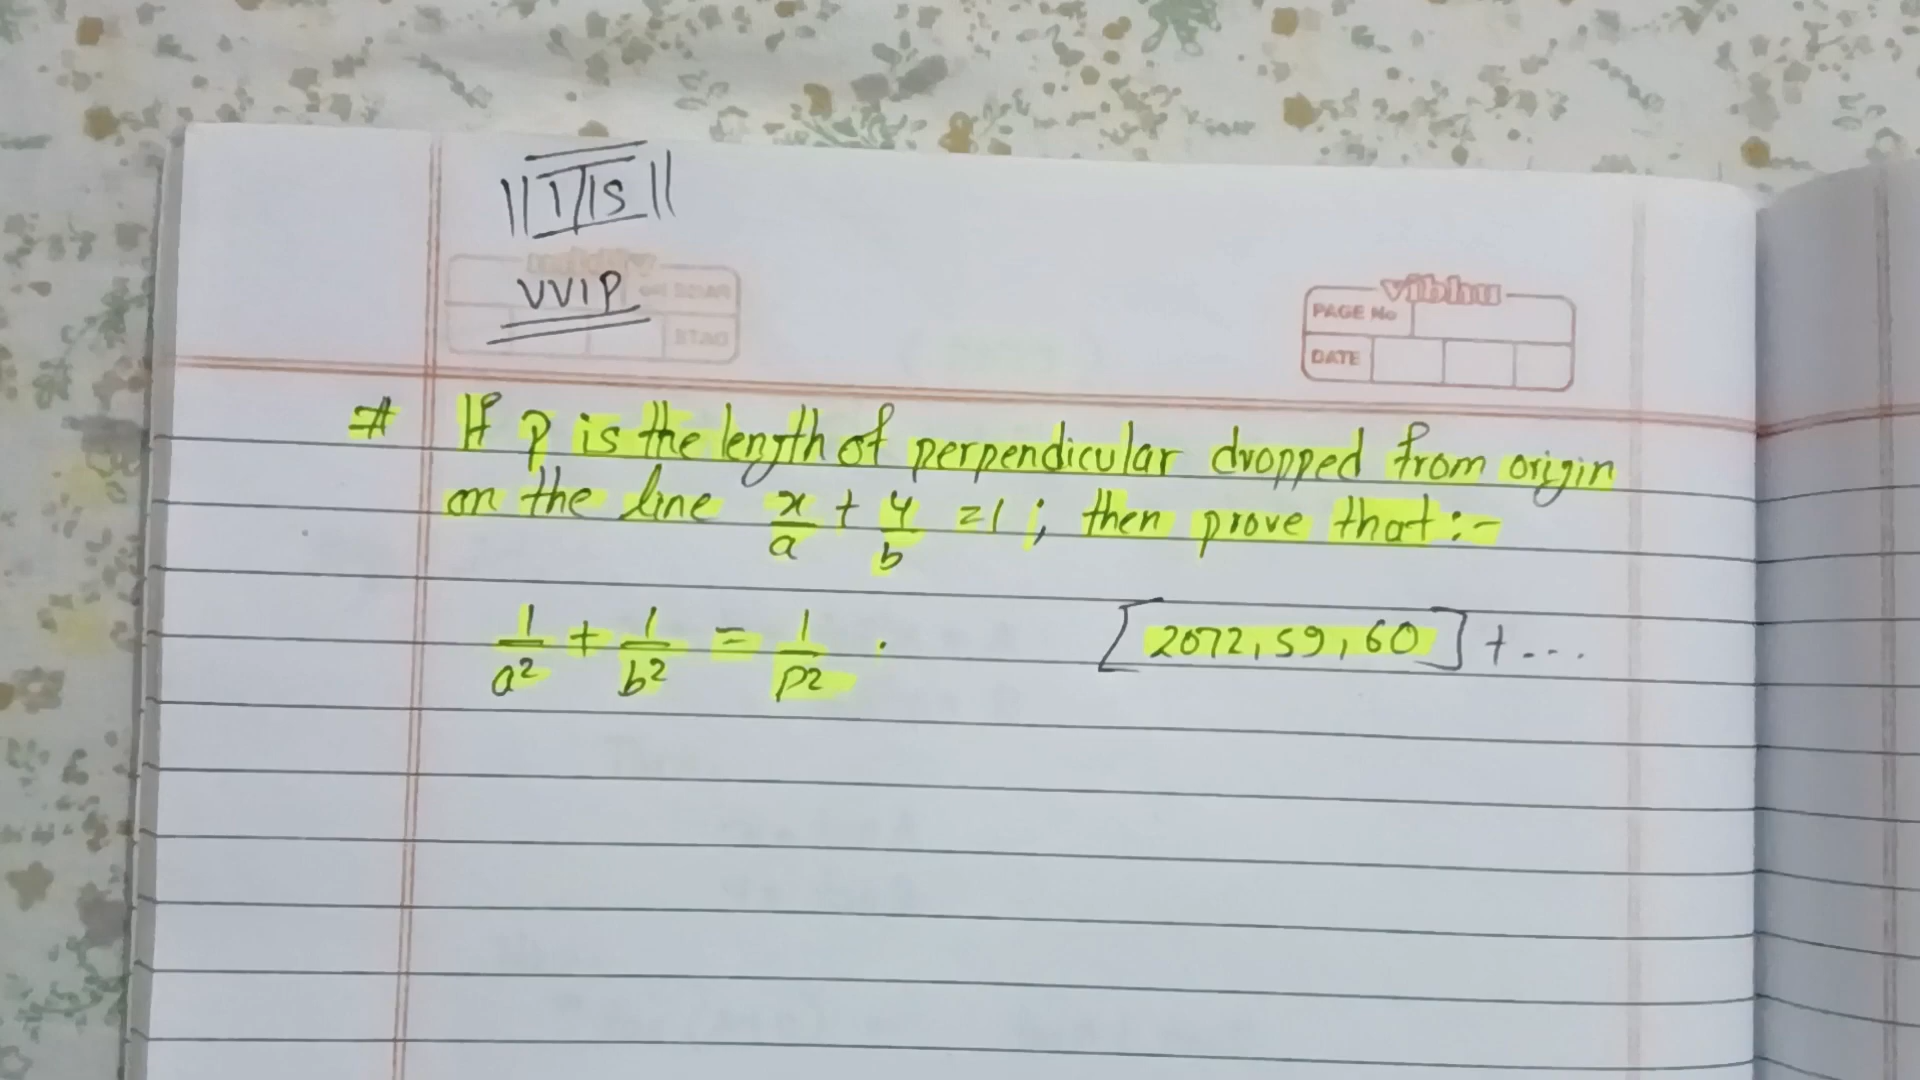 ||1/1S||
VVIP
vibhu
PAGE No
DATE
# If P is the length of perpendicular dropped from origin
on the line x/a + y/b = 1 ; then prove that :-
1/a² + 1/b² = 1/P² .
[2072, 59, 60] + ...